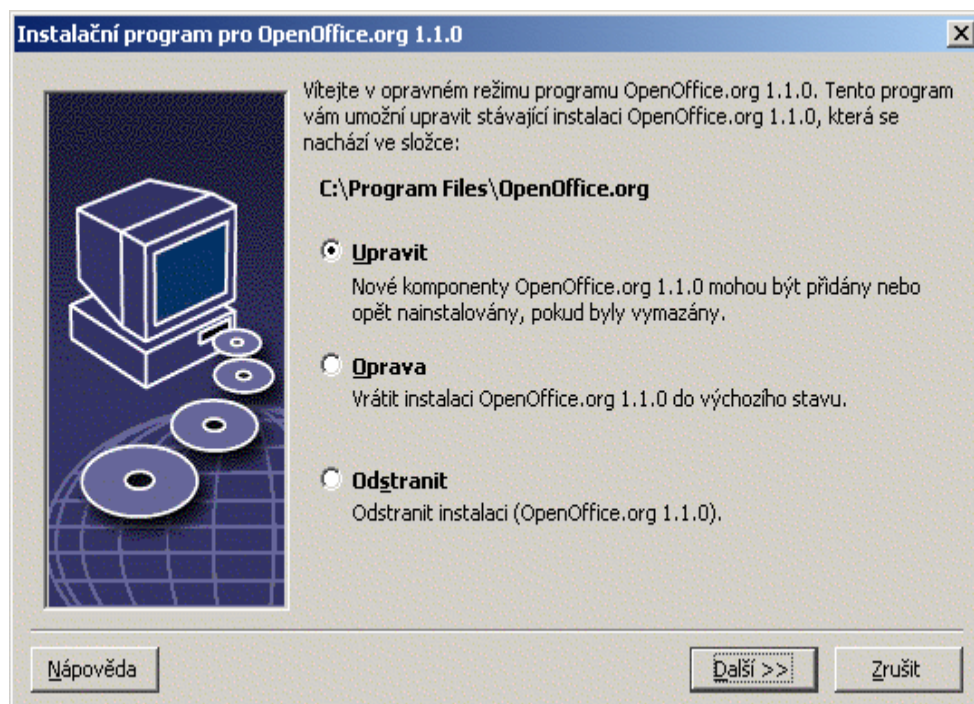 Instalační program pro OpenOffice.org 1.1.0
Vítejte v opravném režimu programu OpenOffice.org 1.1.0. Tento program
vám umožní upravit stávající instalaci OpenOffice.org 1.1.0, která se
nachází ve složce:
C:\Program Files\OpenOffice.org
Upravit
Nové komponenty OpenOffice.org 1.1.0 mohou být přidány nebo
opět nainstalovány, pokud byly vymazány.
Oprava
Vrátit instalaci OpenOffice.org 1.1.0 do výchozího stavu.
Odstranit
Odstranit instalaci (OpenOffice.org 1.1.0).
Nápověda
Další >>
Zrušit